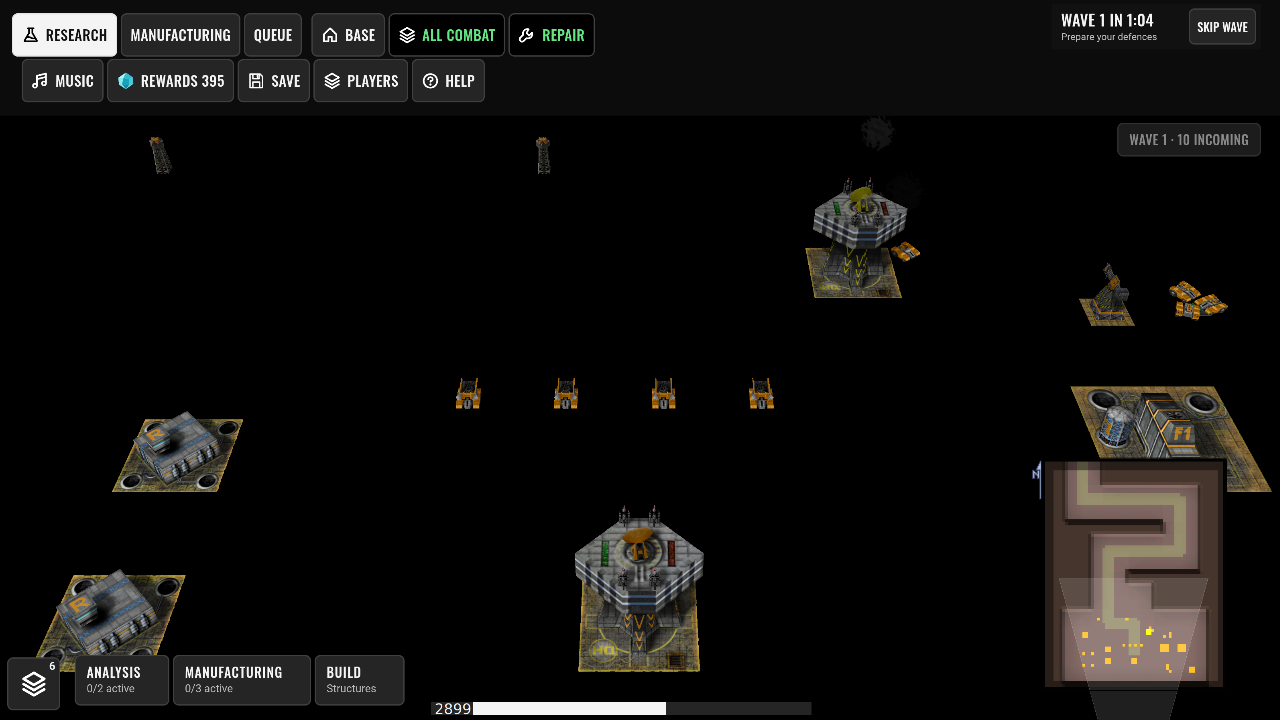 RESEARCH
MANUFACTURING
QUEUE
BASE
ALL COMBAT
REPAIR
WAVE 1 IN 1:04
Prepare your defences
SKIP WAVE
MUSIC
REWARDS 395
SAVE
PLAYERS
HELP
WAVE 1 · 10 INCOMING
R
F1
R
HQ
N
6
ANALYSIS
0/2 active
MANUFACTURING
0/3 active
BUILD
Structures
2899